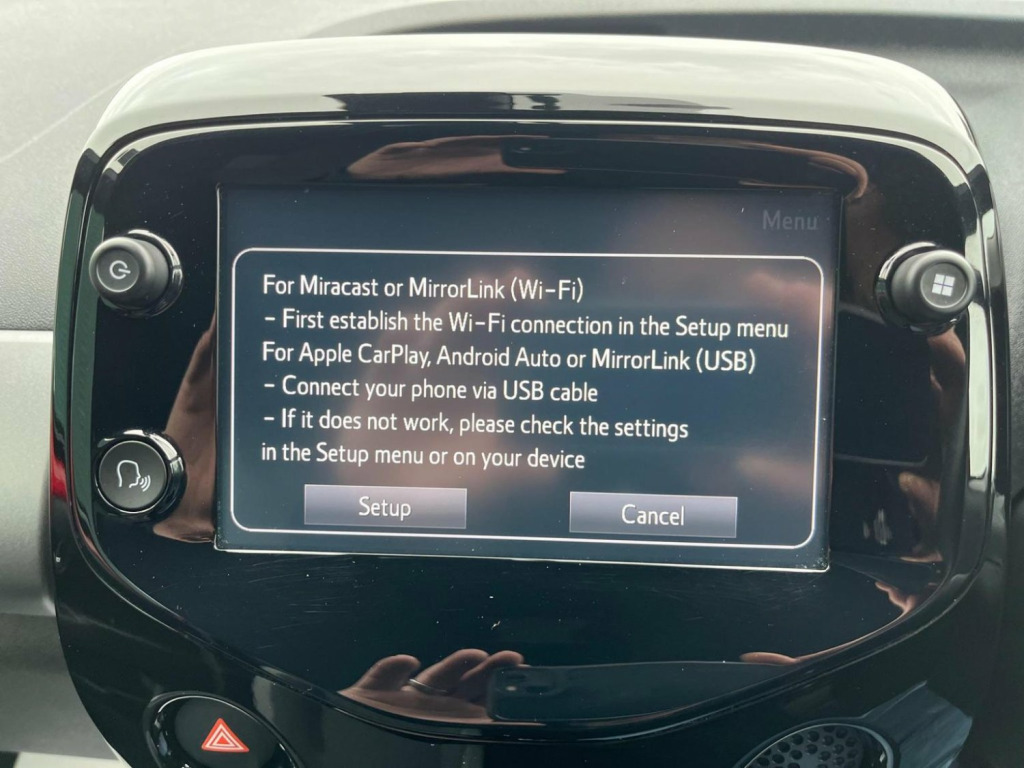 Menu
For Miracast or MirrorLink (Wi-Fi)
- First establish the Wi-Fi connection in the Setup menu
For Apple CarPlay, Android Auto or MirrorLink (USB)
- Connect your phone via USB cable
- If it does not work, please check the settings
in the Setup menu or on your device
Setup
Cancel